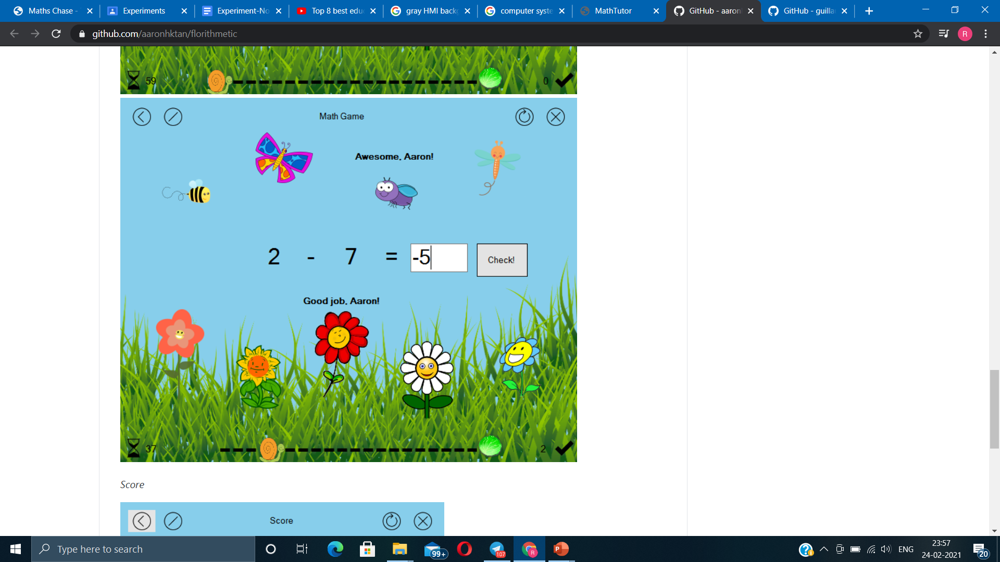 Maths Chase -
Experiments
Experiment-No
Top 8 best edu
gray HMI back
computer syste
MathTutor
GitHub - aaron
GitHub - guilla
github.com/aaronhktan/florithmetic
R
59
0
Math Game
Awesome, Aaron!
2 - 7 = -5
Check!
Good job, Aaron!
37
2
Score
Score
Type here to search
99+
107
R
P
ENG
23:57
24-02-2021
20